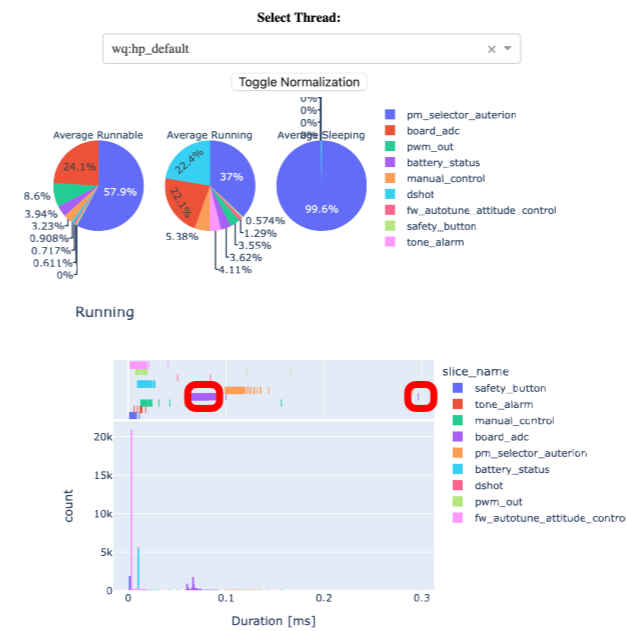 Select Thread:
wq:hp_default
Toggle Normalization
Average Runnable
24.1%
57.9%
8.6%
3.94%
3.23%
0.908%
0.717%
0.611%
0%
Average Running
22.4%
37%
22.1%
5.38%
0.574%
1.29%
3.55%
3.62%
4.11%
0%
0%
0%
Average Sleeping
99.6%
pm_selector_auterion
board_adc
pwm_out
battery_status
manual_control
dshot
fw_autotune_attitude_control
safety_button
tone_alarm
Running
slice_name
safety_button
tone_alarm
manual_control
board_adc
pm_selector_auterion
battery_status
dshot
pwm_out
fw_autotune_attitude_contro
count
20k
15k
10k
5k
0
0
0.1
0.2
0.3
Duration [ms]